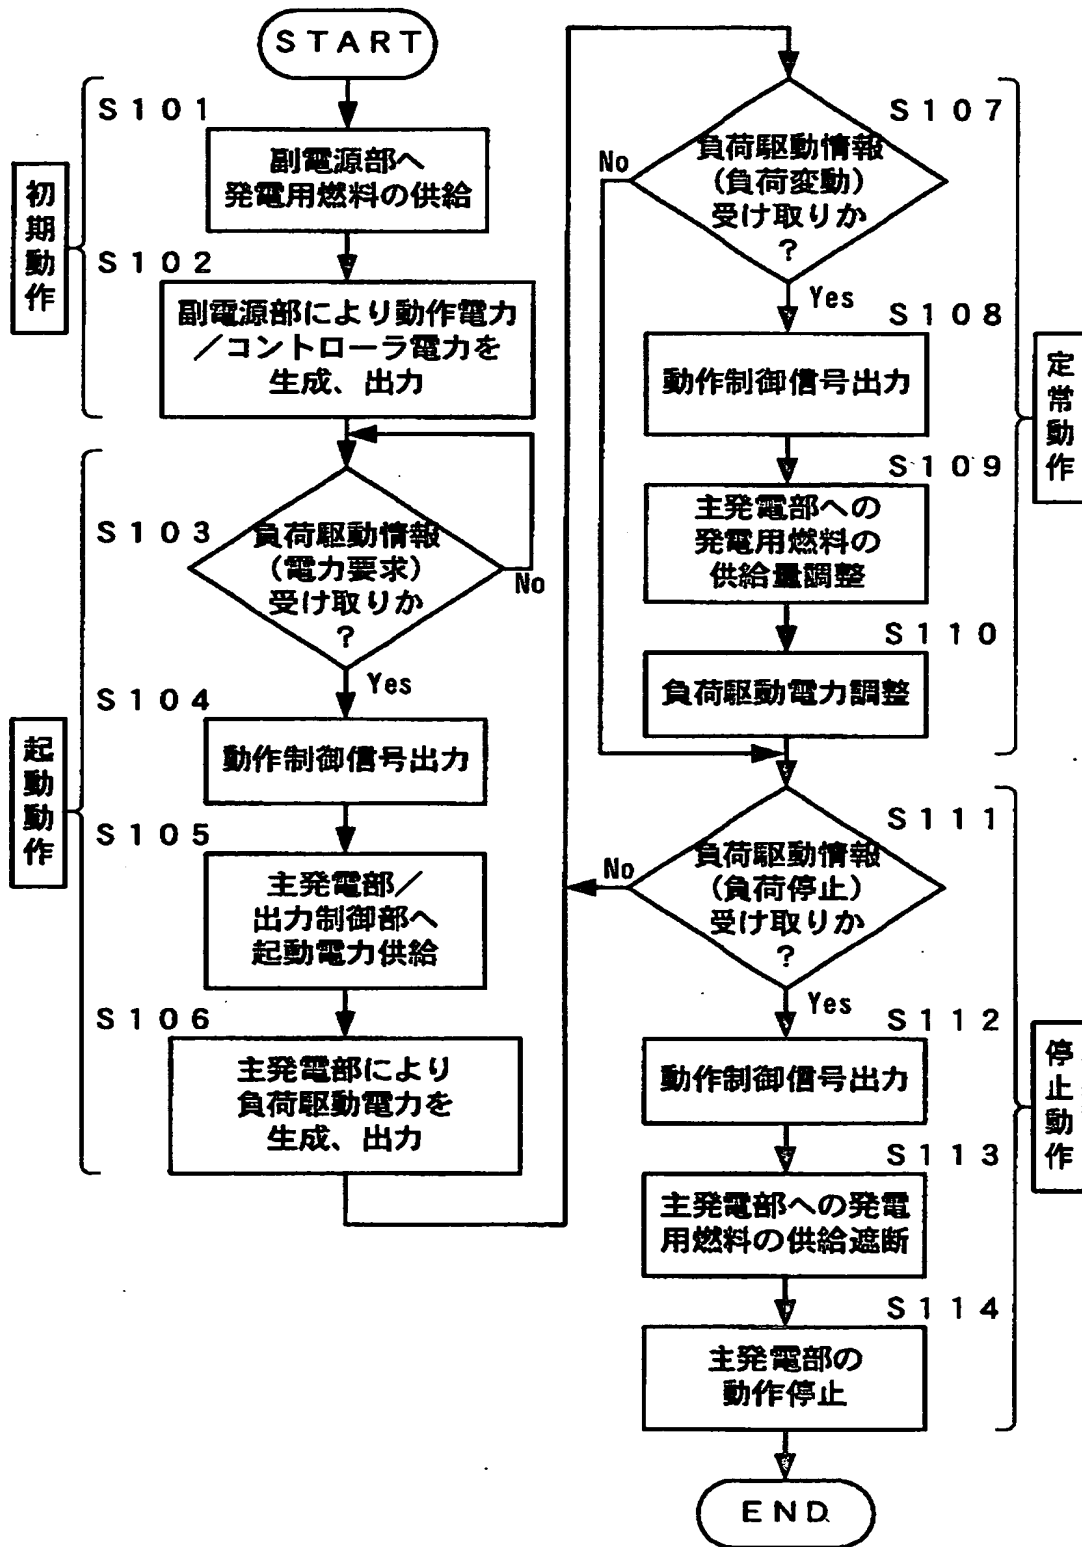 START
S101
副電源部へ
発電用燃料の供給
初期動作
S102
副電源部により動作電力
／コントローラ電力を
生成、出力
S103
負荷駆動情報
（電力要求）
受け取りか
？
No
Yes
S104
動作制御信号出力
起動動作
S105
主発電部／
出力制御部へ
起動電力供給
S106
主発電部により
負荷駆動電力を
生成、出力
S107
負荷駆動情報
（負荷変動）
受け取りか
？
No
Yes
S108
動作制御信号出力
定常動作
S109
主発電部への
発電用燃料の
供給量調整
S110
負荷駆動電力調整
S111
負荷駆動情報
（負荷停止）
受け取りか
？
No
Yes
S112
動作制御信号出力
停止動作
S113
主発電部への発電
用燃料の供給遮断
S114
主発電部の
動作停止
END